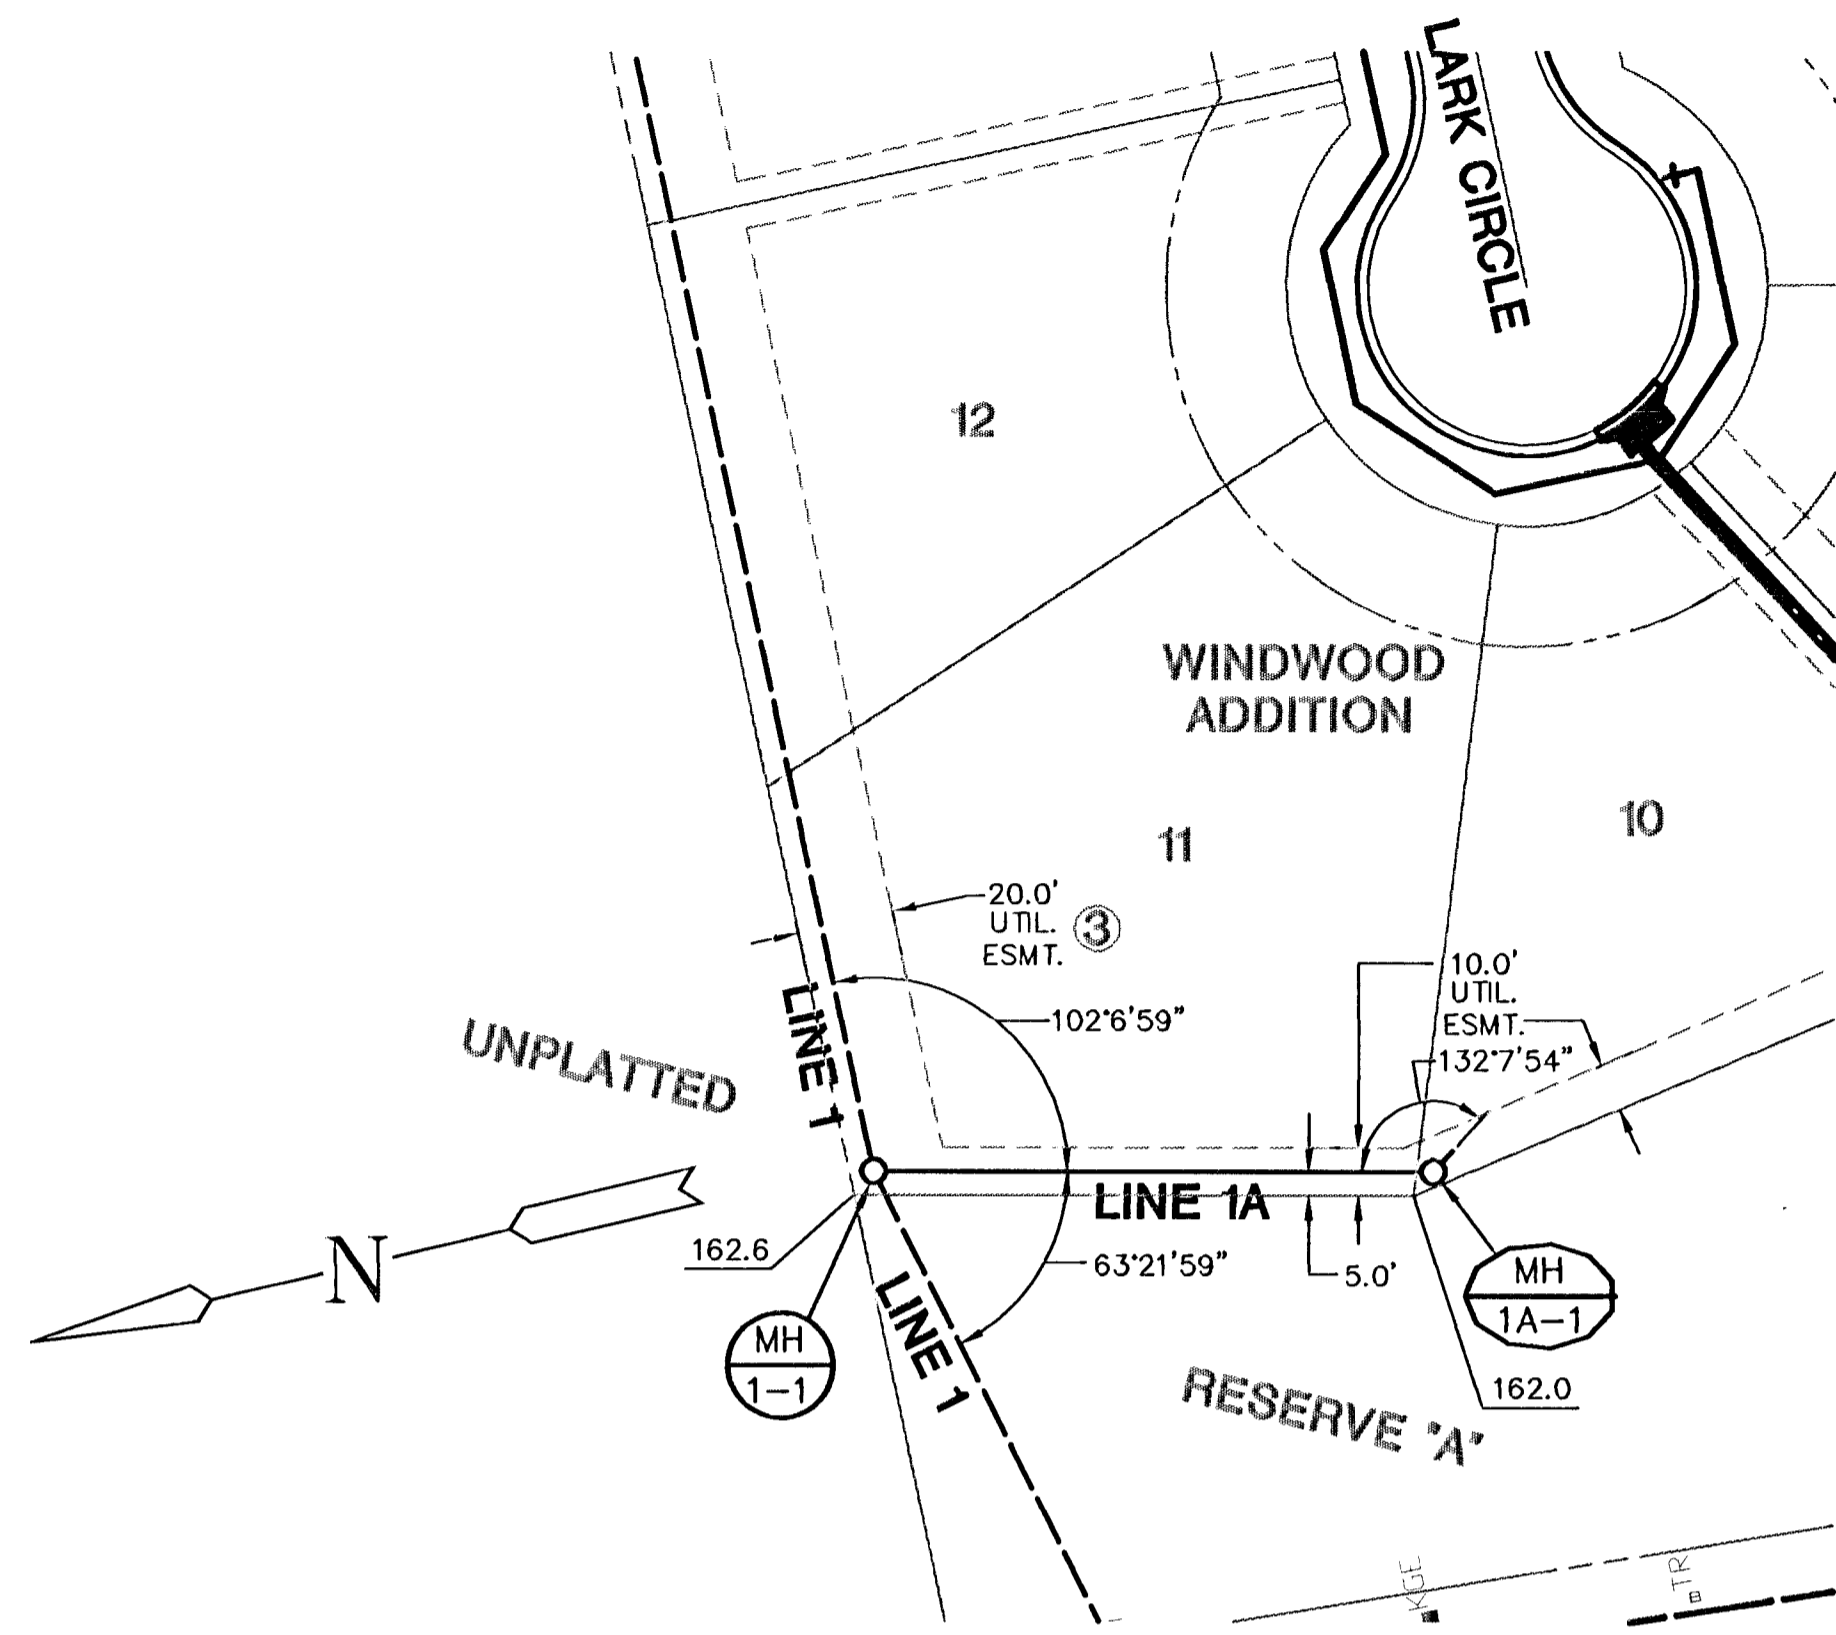 LARK CIRCLE
12
WINDWOOD
ADDITION
11
10
20.0'
UTIL.
ESMT.
3
10.0'
UTIL.
ESMT.
102°6'59"
132°7'54"
LINE 1
UNPLATTED
LINE 1A
162.6
63°21'59"
5.0'
N
LINE 1
MH
1-1
MH
1A-1
162.0
RESERVE "A"
KGE
TR